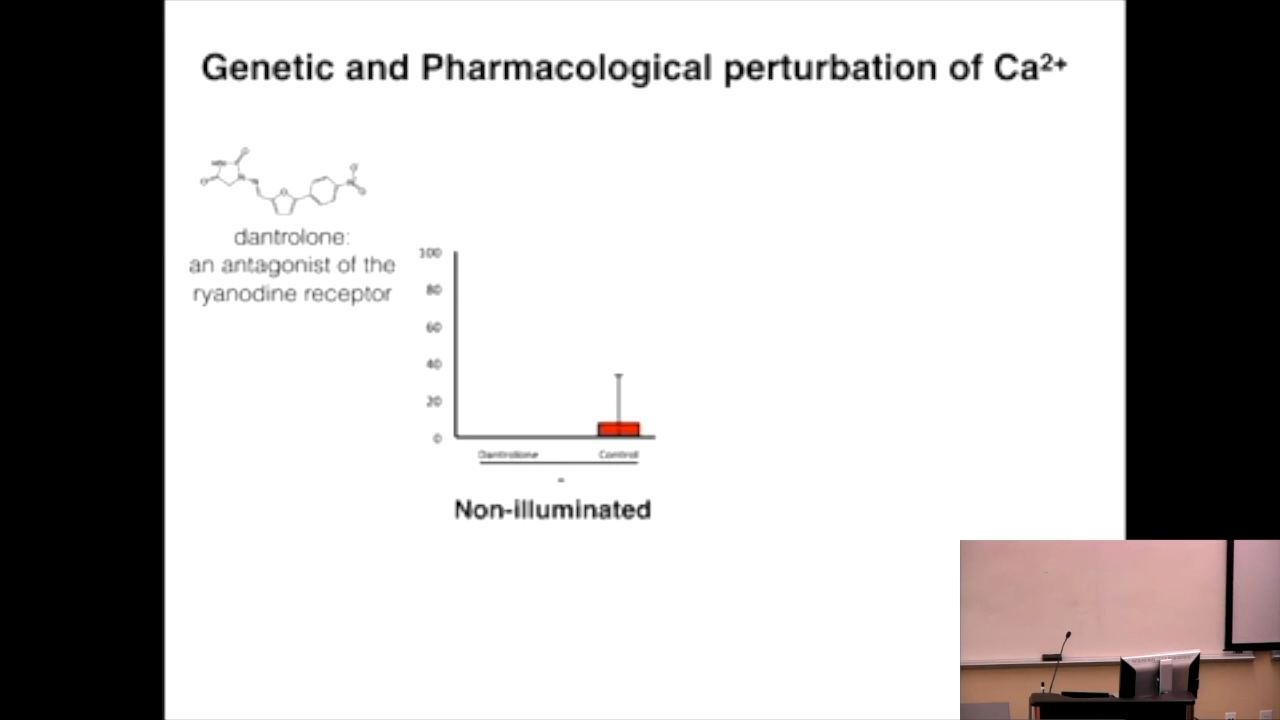 Genetic and Pharmacological perturbation of Ca²⁺
dantrolone:
an antagonist of the
ryanodine receptor
100
80
60
40
20
0
Dantrolone Control
-
Non-illuminated